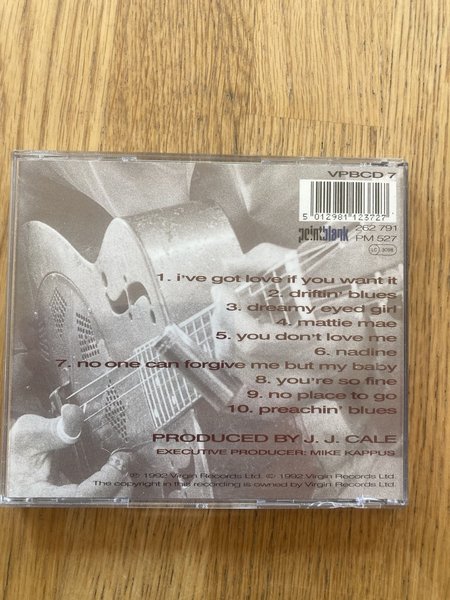 VPBCD 7
5 012981 123727
pointblank
262 791
PM 527
LC 3098
1. i've got love if you want it
2. driftin' blues
3. dreamy eyed girl
4. mattie mae
5. you don't love me
6. nadine
7. no one can forgive me but my baby
8. you're so fine
9. no place to go
10. preachin' blues
PRODUCED BY J. J. CALE
EXECUTIVE PRODUCER: MIKE KAPPUS
℗ 1992 Virgin Records Ltd. © 1992 Virgin Records Ltd.
The copyright in this recording is owned by Virgin Records Ltd.